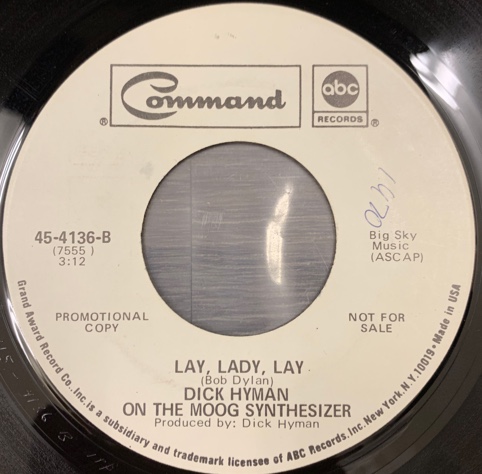 Command
®
abc
RECORDS ®
45-4136-B
(7555)
3:12
1470
Big Sky
Music
(ASCAP)
PROMOTIONAL
COPY
NOT FOR
SALE
LAY, LADY, LAY
(Bob Dylan)
DICK HYMAN
ON THE MOOG SYNTHESIZER
Produced by: Dick Hyman
Grand Award Record Co., Inc. is a subsidiary and trademark licensee of ABC Records, Inc. New York, N.Y. 10019 • Made in USA